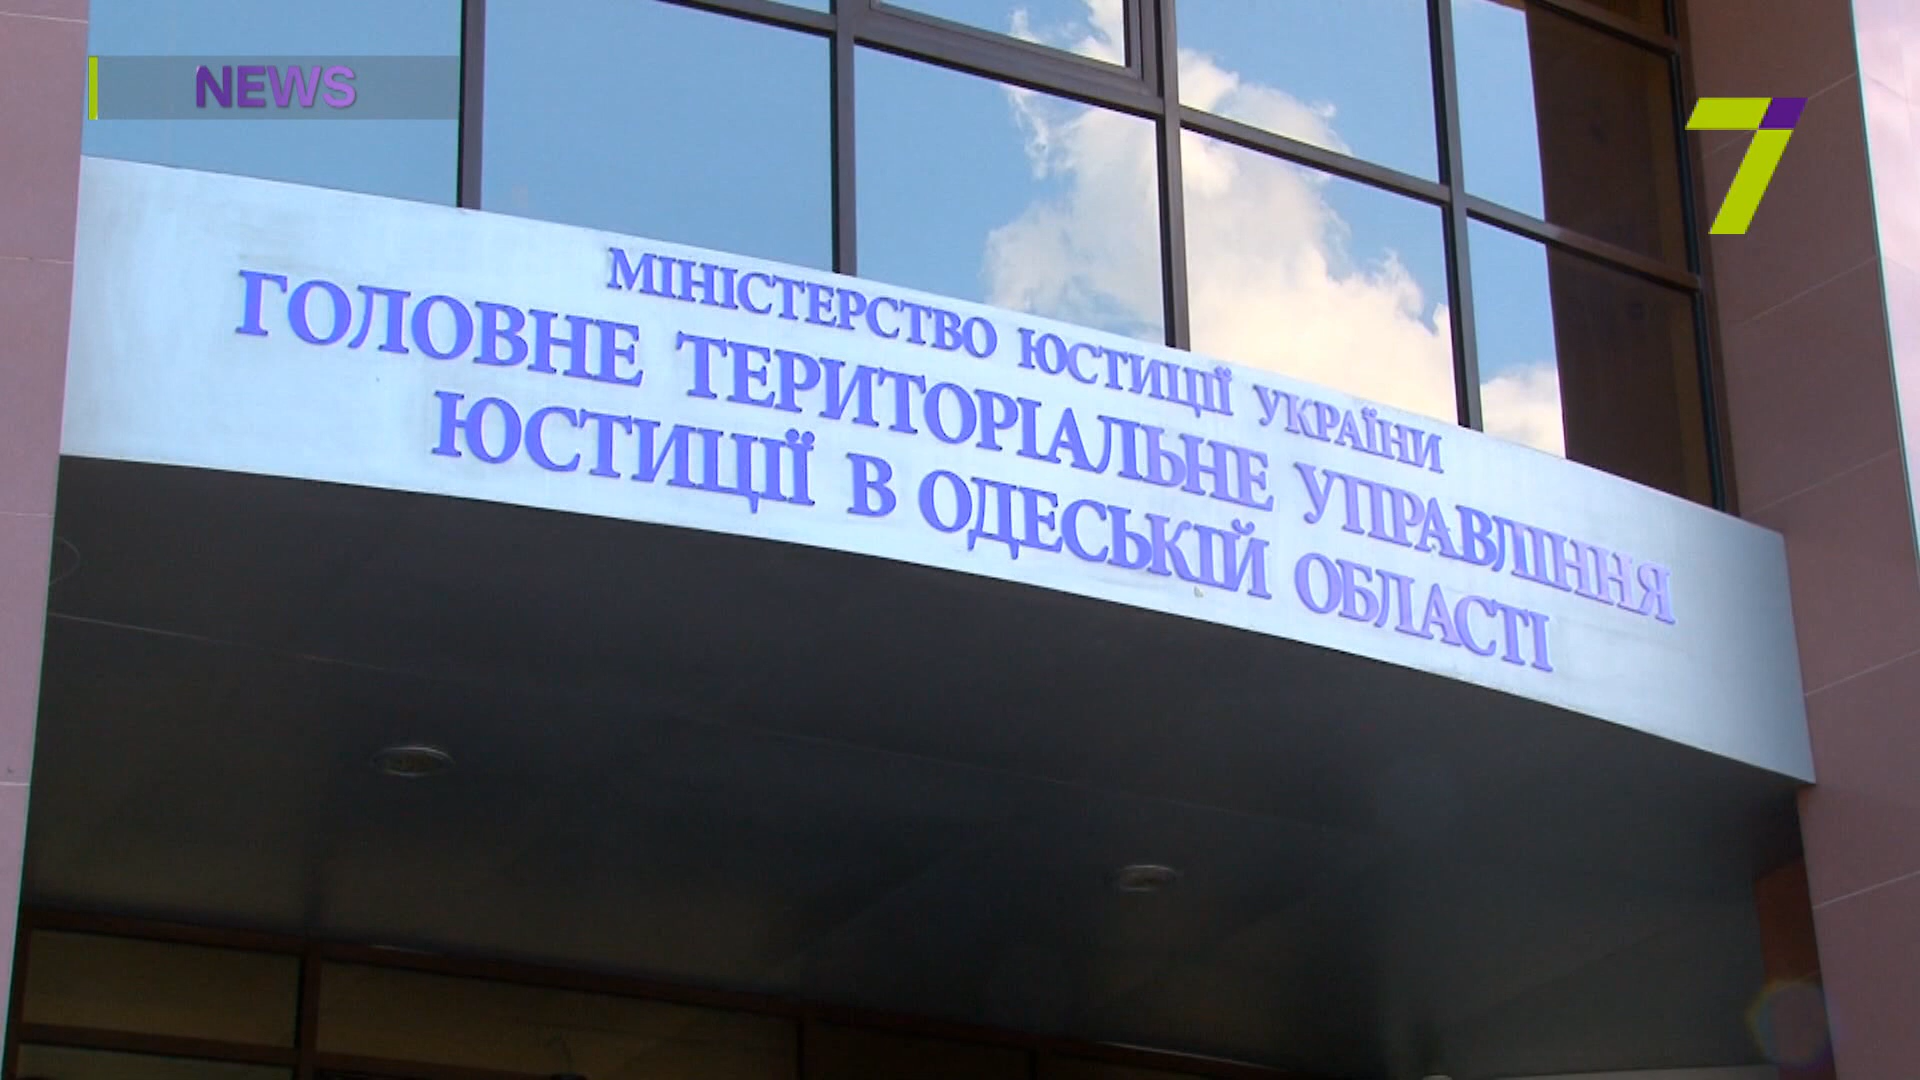 NEWS
7
МІНІСТЕРСТВО ЮСТИЦІЇ УКРАЇНИ
ГОЛОВНЕ ТЕРИТОРІАЛЬНЕ УПРАВЛІННЯ
ЮСТИЦІЇ В ОДЕСЬКІЙ ОБЛАСТІ